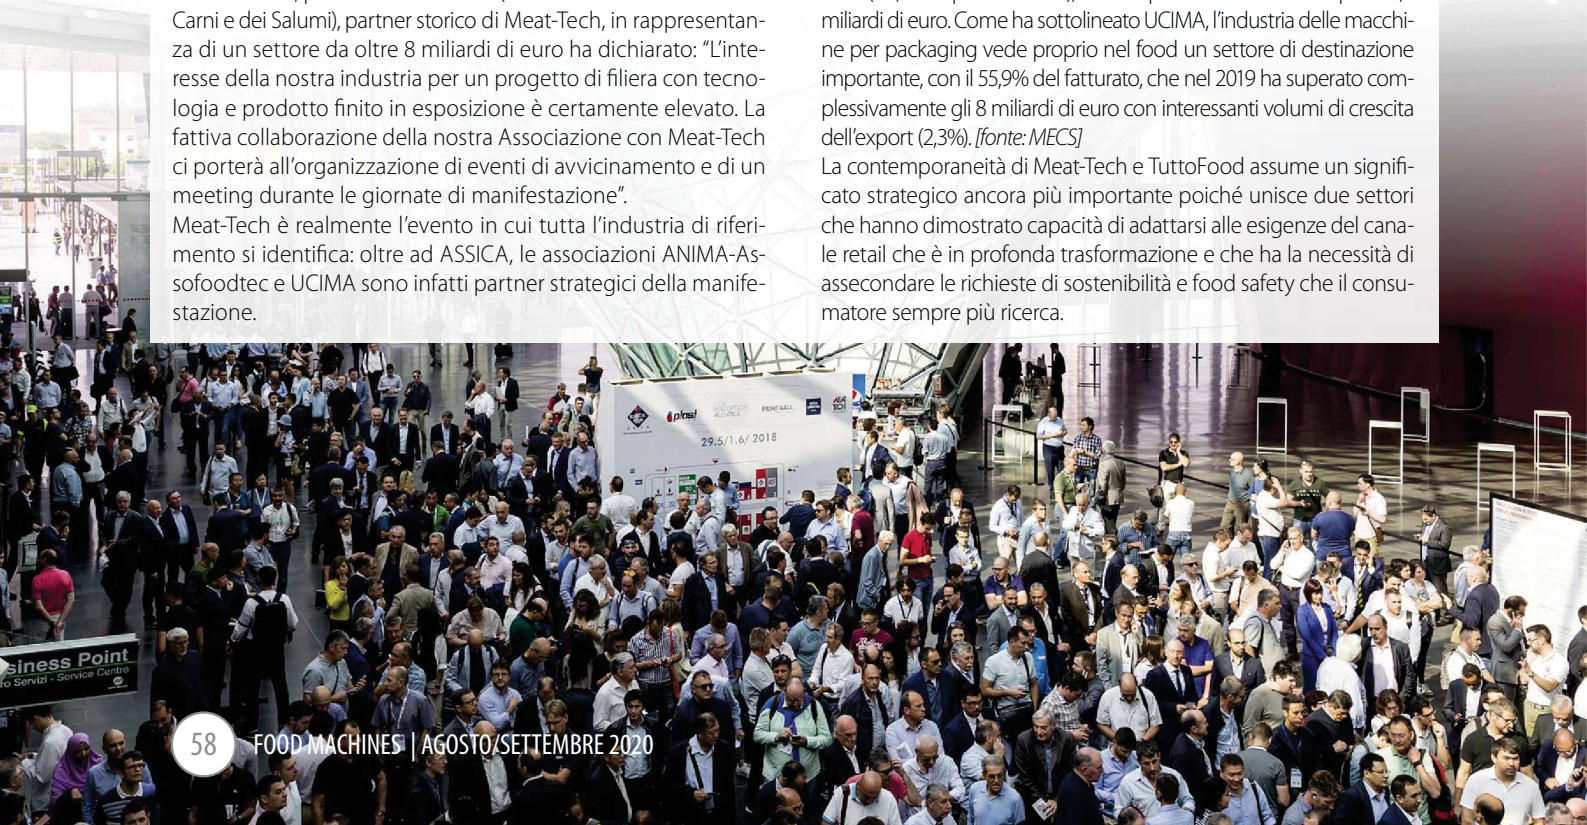 Carni e dei Salumi), partner storico di Meat-Tech, in rappresentan-
za di un settore da oltre 8 miliardi di euro ha dichiarato: “L’inte-
resse della nostra industria per un progetto di filiera con tecno-
logia e prodotto finito in esposizione è certamente elevato. La
fattiva collaborazione della nostra Associazione con Meat-Tech
ci porterà all’organizzazione di eventi di avvicinamento e di un
meeting durante le giornate di manifestazione”.
Meat-Tech è realmente l’evento in cui tutta l’industria di riferi-
mento si identifica: oltre ad ASSICA, le associazioni ANIMA-As-
sofoodtec e UCIMA sono infatti partner strategici della manife-
stazione.
miliardi di euro. Come ha sottolineato UCIMA, l’industria delle macchi-
ne per packaging vede proprio nel food un settore di destinazione
importante, con il 55,9% del fatturato, che nel 2019 ha superato com-
plessivamente gli 8 miliardi di euro con interessanti volumi di crescita
dell’export (2,3%). [fonte: MECS]
La contemporaneità di Meat-Tech e TuttoFood assume un signifi-
cato strategico ancora più importante poiché unisce due settori
che hanno dimostrato capacità di adattarsi alle esigenze del cana-
le retail che è in profonda trasformazione e che ha la necessità di
assecondare le richieste di sostenibilità e food safety che il consu-
matore sempre più ricerca.
plast
PRINT4ALL
29.5/1.6/ 2018
siness Point
ro Servizi - Service Centre
58
FOOD MACHINES | AGOSTO/SETTEMBRE 2020